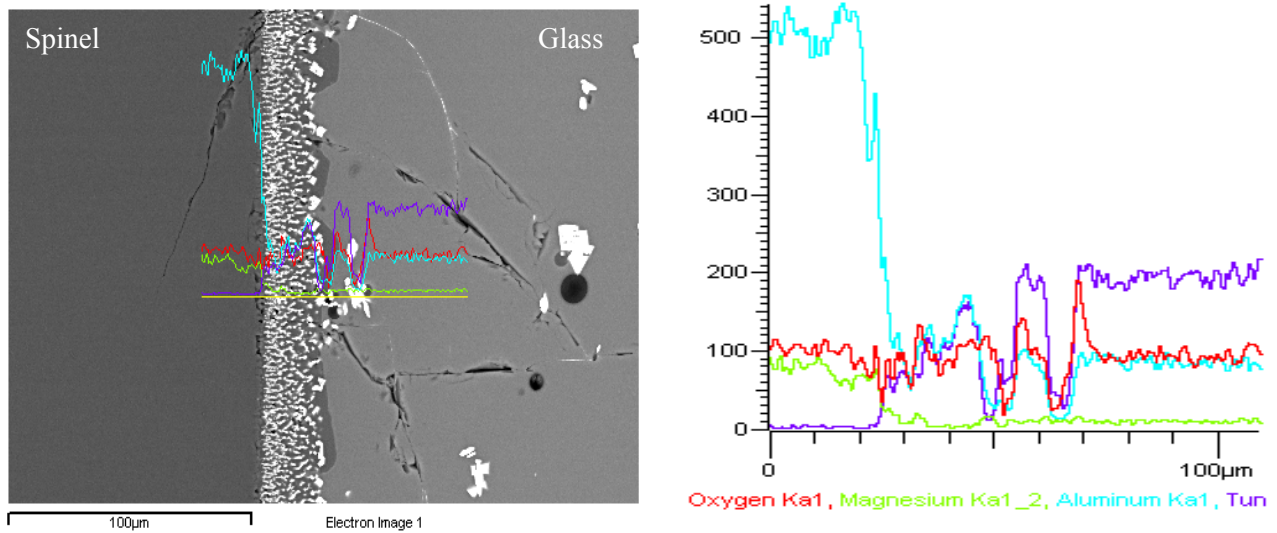 Spinel
Glass
100µm
Electron Image 1
500
400
300
200
100
0
0
100µm
Oxygen Ka1, Magnesium Ka1_2, Aluminum Ka1, Tun